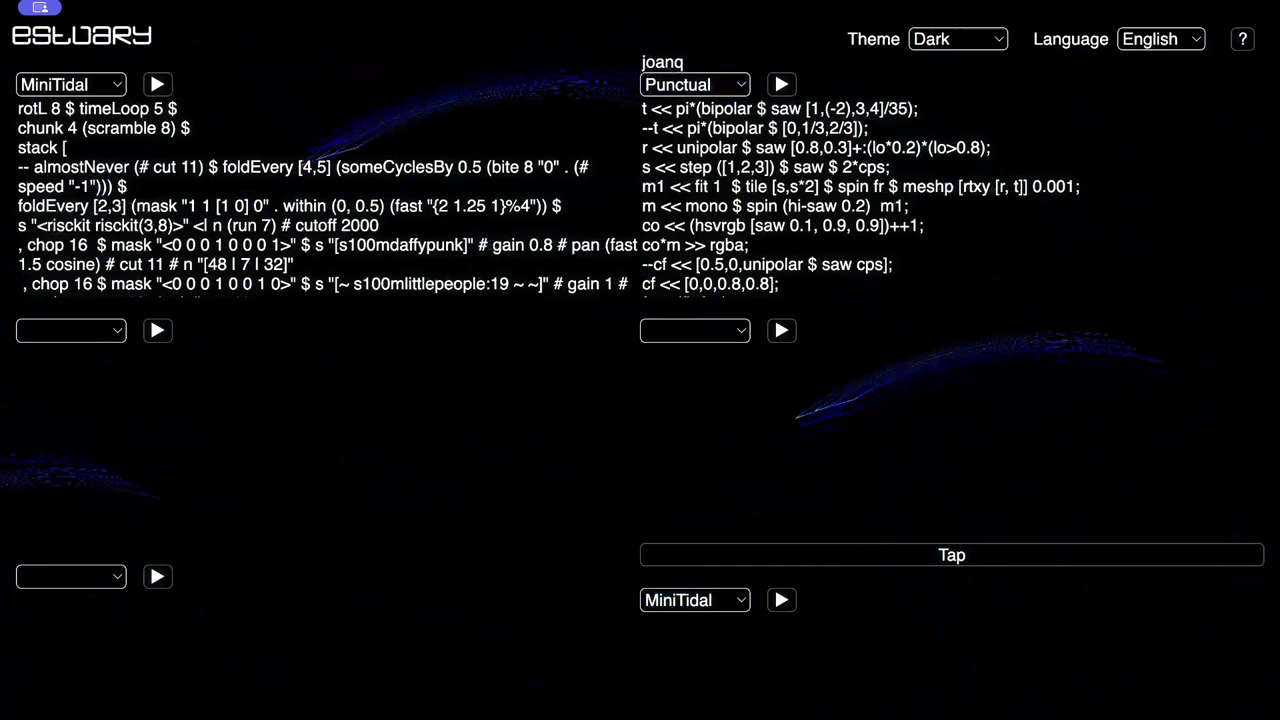 estuary
Theme Dark Language English ?
MiniTidal
rotL 8 $ timeLoop 5 $
chunk 4 (scramble 8) $
stack [
-- almostNever (# cut 11) $ foldEvery [4,5] (someCyclesBy 0.5 (bite 8 "0" . (#
speed "-1"))) $
foldEvery [2,3] (mask "1 1 [1 0] 0" . within (0, 0.5) (fast "{2 1.25 1}%4")) $
s "<risckit risckit(3,8)>" <| n (run 7) # cutoff 2000
, chop 16 $ mask "<0 0 0 1 0 0 0 1>" $ s "[s100mdaffypunk]" # gain 0.8 # pan (fast
1.5 cosine) # cut 11 # n "[48 | 7 | 32]"
, chop 16 $ mask "<0 0 0 1 0 0 1 0>" $ s "[~ s100mlittlepeople:19 ~ ~]" # gain 1 #
joanq
Punctual
t << pi*(bipolar $ saw [1,(-2),3,4]/35);
--t << pi*(bipolar $ [0,1/3,2/3]);
r << unipolar $ saw [0.8,0.3]+:(lo*0.2)*(lo>0.8);
s << step ([1,2,3]) $ saw $ 2*cps;
m1 << fit 1 $ tile [s,s*2] $ spin fr $ meshp [rtxy [r, t]] 0.001;
m << mono $ spin (hi-saw 0.2) m1;
co << (hsvrgb [saw 0.1, 0.9, 0.9])++1;
co*m >> rgba;
--cf << [0.5,0,unipolar $ saw cps];
cf << [0,0,0.8,0.8];
Tap
MiniTidal